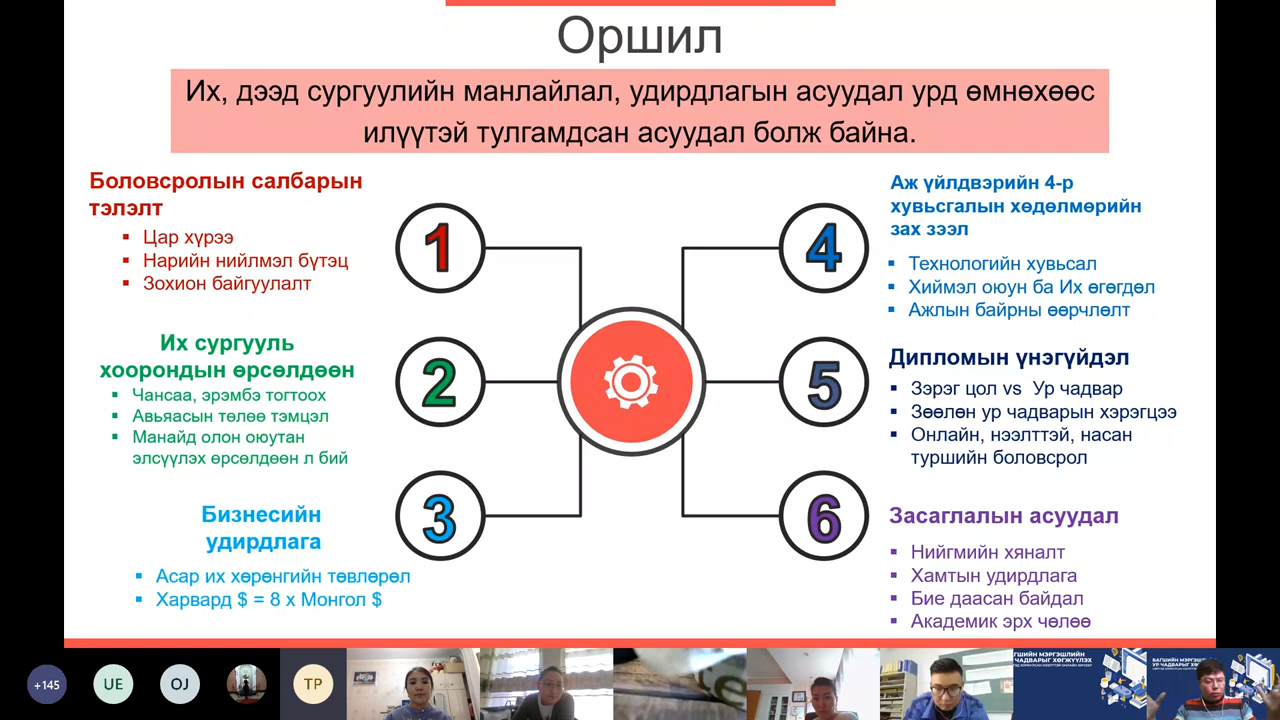 Оршил
Их, дээд сургуулийн манлайлал, удирдлагын асуудал урд өмнөхөөс
илүүтэй тулгамдсан асуудал болж байна.
Боловсролын салбарын
тэлэлт
▪ Цар хүрээ
▪ Нарийн нийлмэл бүтэц
▪ Зохион байгуулалт
1
Их сургууль
хоорондын өрсөлдөөн
▪ Чансаа, эрэмбэ тогтоох
▪ Авьяасын төлөө тэмцэл
▪ Манайд олон оюутан
элсүүлэх өрсөлдөөн л бий
2
Бизнесийн
удирдлага
▪ Асар их хөрөнгийн төвлөрөл
▪ Харвард $ = 8 x Монгол $
3
4
Аж үйлдвэрийн 4-р
хувьсгалын хөдөлмөрийн
зах зээл
▪ Технологийн хувьсал
▪ Хиймэл оюун ба Их өгөгдөл
▪ Ажлын байрны өөрчлөлт
5
Дипломын үнэгүйдэл
▪ Зэрэг цол vs Ур чадвар
▪ Зөөлөн ур чадварын хэрэгцээ
▪ Онлайн, нээлттэй, насан
туршийн боловсрол
6
Засаглалын асуудал
▪ Нийгмийн хяналт
▪ Хамтын удирдлага
▪ Бие даасан байдал
▪ Академик эрх чөлөө
+145
UE
OJ
TP